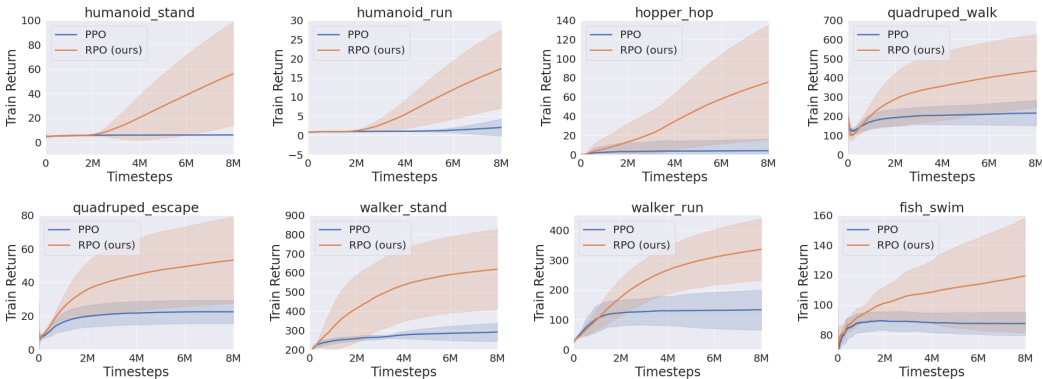 humanoid_stand
100
80
60
40
20
0
Train Return
PPO
RPO (ours)
0
2M
4M
6M
8M
Timesteps
humanoid_run
30
25
20
15
10
5
0
−5
Train Return
PPO
RPO (ours)
0
2M
4M
6M
8M
Timesteps
hopper_hop
140
120
100
80
60
40
20
0
Train Return
PPO
RPO (ours)
0
2M
4M
6M
8M
Timesteps
quadruped_walk
700
600
500
400
300
200
100
0
Train Return
PPO
RPO (ours)
0
2M
4M
6M
8M
Timesteps
quadruped_escape
80
60
40
20
0
Train Return
PPO
RPO (ours)
0
2M
4M
6M
8M
Timesteps
walker_stand
900
800
700
600
500
400
300
200
Train Return
PPO
RPO (ours)
0
2M
4M
6M
8M
Timesteps
walker_run
400
300
200
100
0
Train Return
PPO
RPO (ours)
0
2M
4M
6M
8M
Timesteps
fish_swim
160
140
120
100
80
Train Return
PPO
RPO (ours)
0
2M
4M
6M
8M
Timesteps